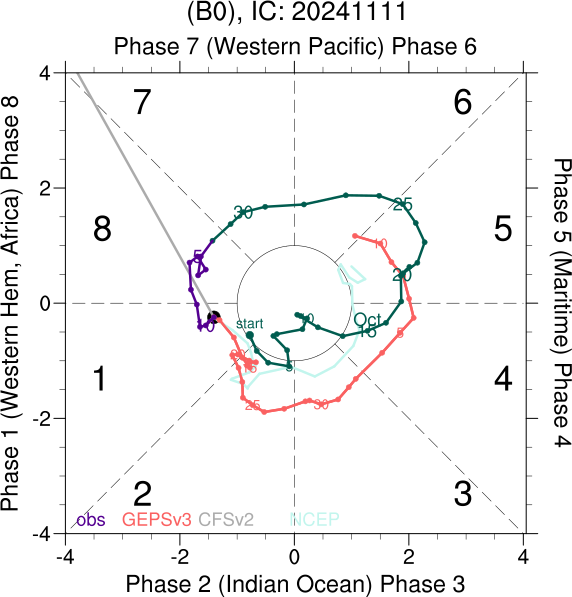 (B0), IC: 20241111
Phase 7 (Western Pacific) Phase 6
Phase 1 (Western Hem, Africa) Phase 8
Phase 5 (Maritime) Phase 4
4
2
0
-2
-4
7
6
8
5
1
4
2
3
30
25
5
20
start
Oct
15
5
25
30
obs
GEPSv3
CFSv2
NCEP
-4
-2
0
2
4
Phase 2 (Indian Ocean) Phase 3